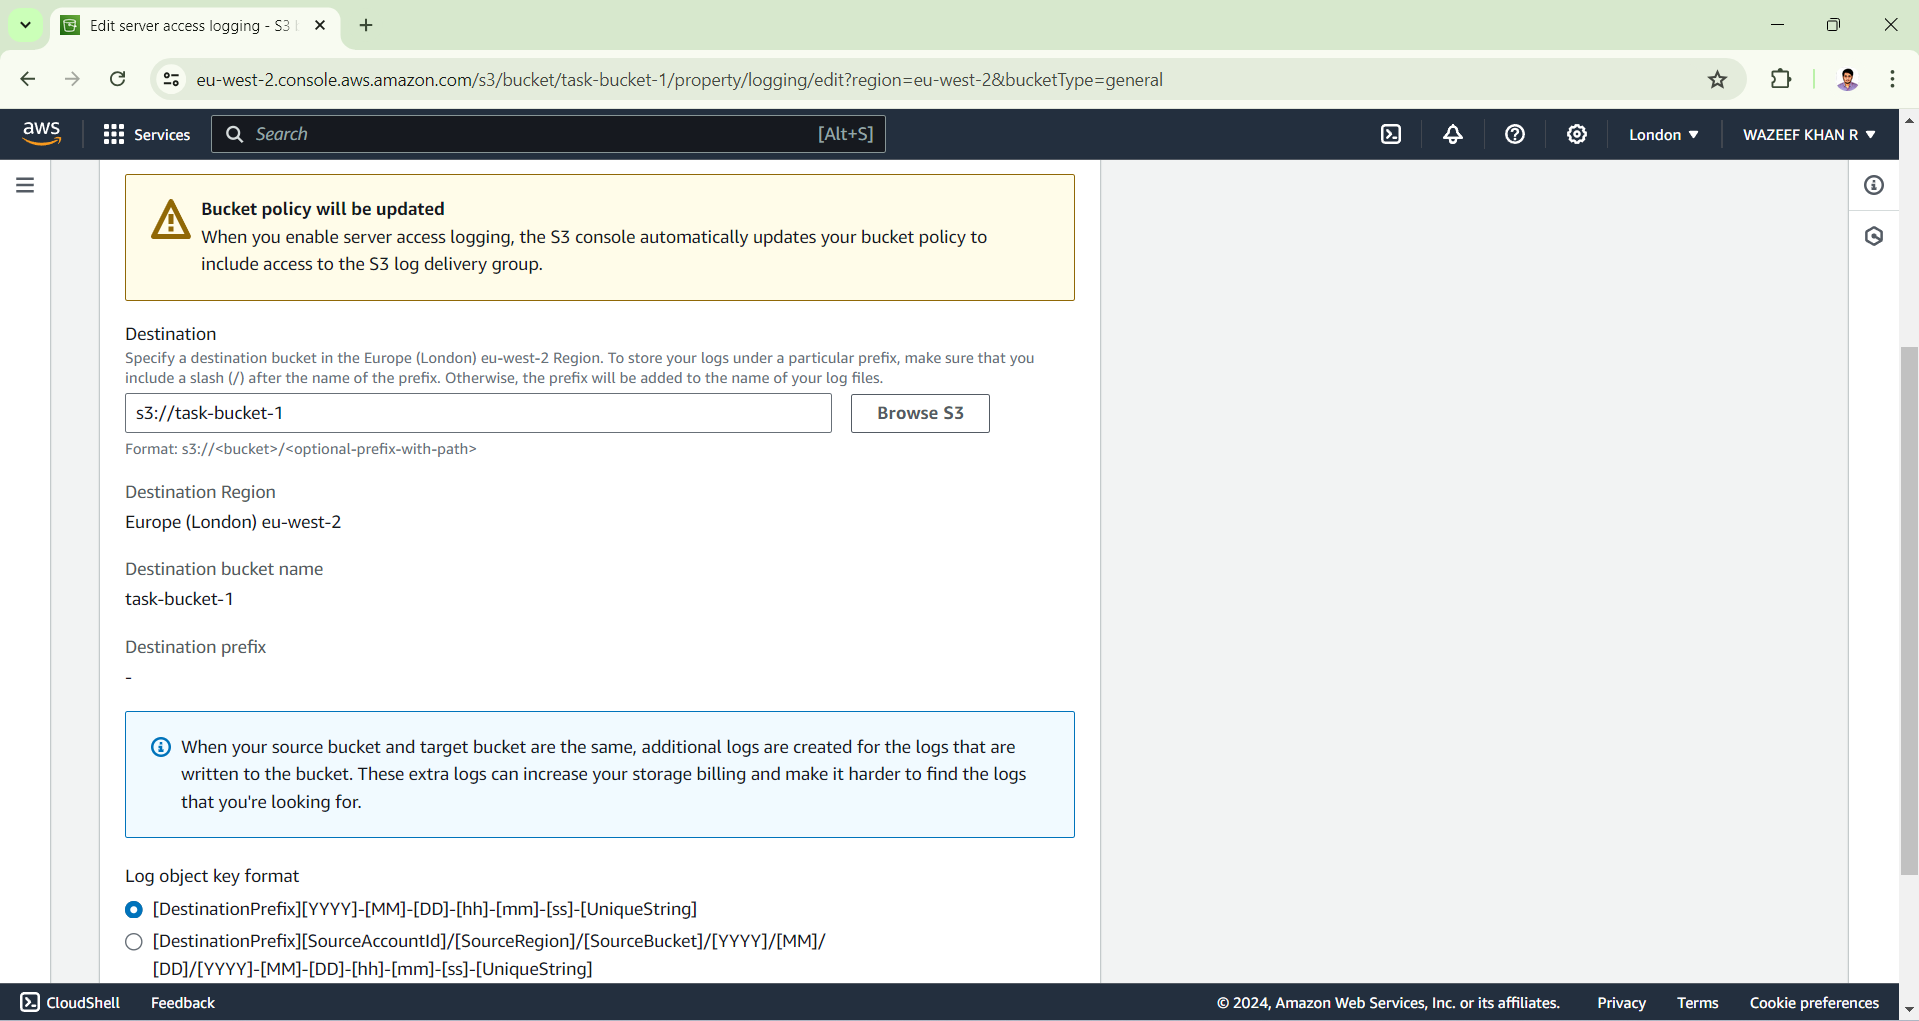 Edit server access logging - S3 b
eu-west-2.console.aws.amazon.com/s3/bucket/task-bucket-1/property/logging/edit?region=eu-west-2&bucketType=general
aws
Services
Search
[Alt+S]
London
WAZEEF KHAN R
Bucket policy will be updated
When you enable server access logging, the S3 console automatically updates your bucket policy to
include access to the S3 log delivery group.
Destination
Specify a destination bucket in the Europe (London) eu-west-2 Region. To store your logs under a particular prefix, make sure that you
include a slash (/) after the name of the prefix. Otherwise, the prefix will be added to the name of your log files.
s3://task-bucket-1
Browse S3
Format: s3://<bucket>/<optional-prefix-with-path>
Destination Region
Europe (London) eu-west-2
Destination bucket name
task-bucket-1
Destination prefix
-
When your source bucket and target bucket are the same, additional logs are created for the logs that are
written to the bucket. These extra logs can increase your storage billing and make it harder to find the logs
that you're looking for.
Log object key format
[DestinationPrefix][YYYY]-[MM]-[DD]-[hh]-[mm]-[ss]-[UniqueString]
[DestinationPrefix][SourceAccountId]/[SourceRegion]/[SourceBucket]/[YYYY]/[MM]/
[DD]/[YYYY]-[MM]-[DD]-[hh]-[mm]-[ss]-[UniqueString]
CloudShell
Feedback
© 2024, Amazon Web Services, Inc. or its affiliates.
Privacy
Terms
Cookie preferences